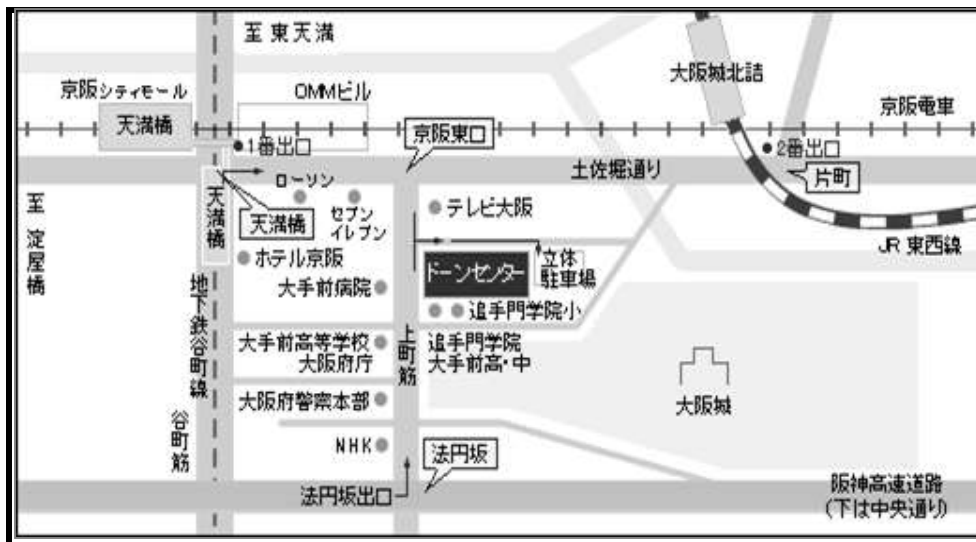 至東天満
大阪城北詰
京阪シティモール
OMMビル
京阪電車
天満橋
京阪東口
1番出口
2番出口
土佐堀通り
片町
ローソン
至淀屋橋
天満橋
天満橋
セブン
イレブン
テレビ大阪
JR東西線
ホテル京阪
ドーンセンター
立体
駐車場
大手前病院
追手門学院小
地下鉄谷町線
上町筋
大手前高等学校
大阪府庁
追手門学院
大手前高・中
大阪府警察本部
大阪城
谷町筋
NHK
法円坂
法円坂出口
阪神高速道路
(下は中央通り)